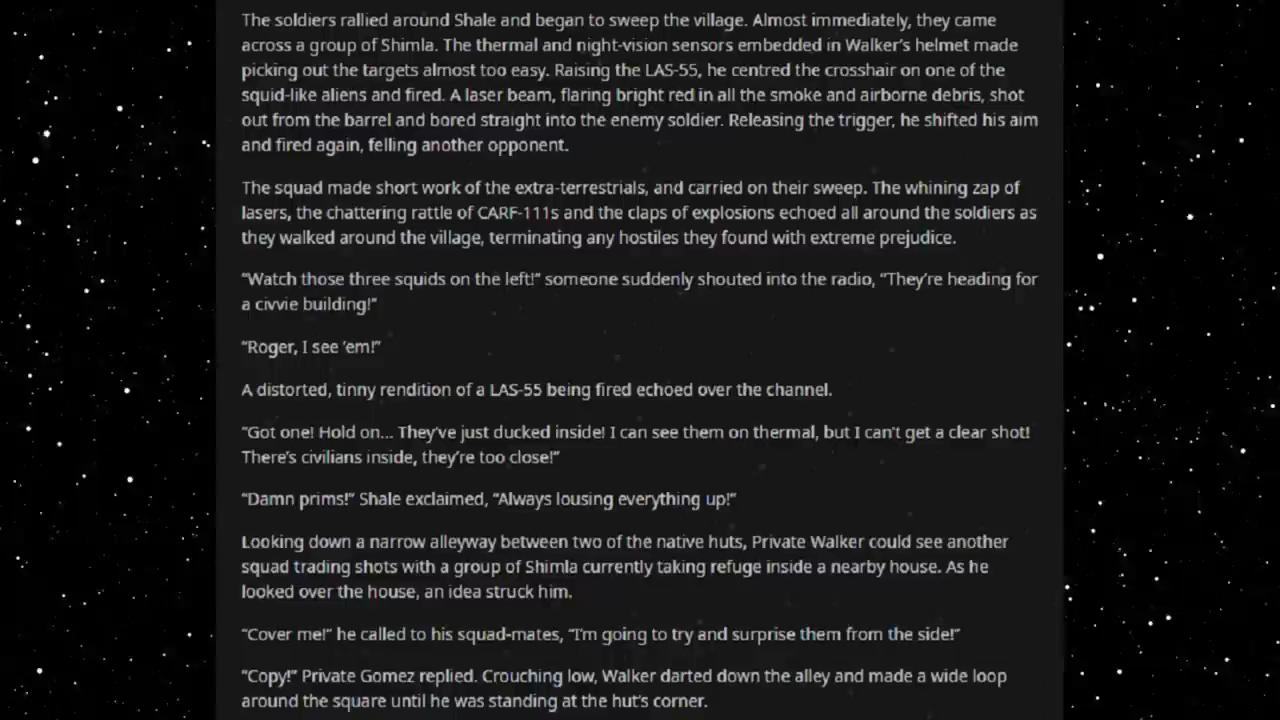 The soldiers rallied around Shale and began to sweep the village. Almost immediately, they came
across a group of Shimla. The thermal and night-vision sensors embedded in Walker’s helmet made
picking out the targets almost too easy. Raising the LAS-55, he centred the crosshair on one of the
squid-like aliens and fired. A laser beam, flaring bright red in all the smoke and airborne debris, shot
out from the barrel and bored straight into the enemy soldier. Releasing the trigger, he shifted his aim
and fired again, felling another opponent.
The squad made short work of the extra-terrestrials, and carried on their sweep. The whining zap of
lasers, the chattering rattle of CARF-111s and the claps of explosions echoed all around the soldiers as
they walked around the village, terminating any hostiles they found with extreme prejudice.
“Watch those three squids on the left!” someone suddenly shouted into the radio, “They’re heading for
a civvie building!”
“Roger, I see ’em!”
A distorted, tinny rendition of a LAS-55 being fired echoed over the channel.
“Got one! Hold on... They’ve just ducked inside! I can see them on thermal, but I can’t get a clear shot!
There’s civilians inside, they’re too close!”
“Damn prims!” Shale exclaimed, “Always lousing everything up!”
Looking down a narrow alleyway between two of the native huts, Private Walker could see another
squad trading shots with a group of Shimla currently taking refuge inside a nearby house. As he
looked over the house, an idea struck him.
“Cover me!” he called to his squad-mates, “I’m going to try and surprise them from the side!”
“Copy!” Private Gomez replied. Crouching low, Walker darted down the alley and made a wide loop
around the square until he was standing at the hut’s corner.